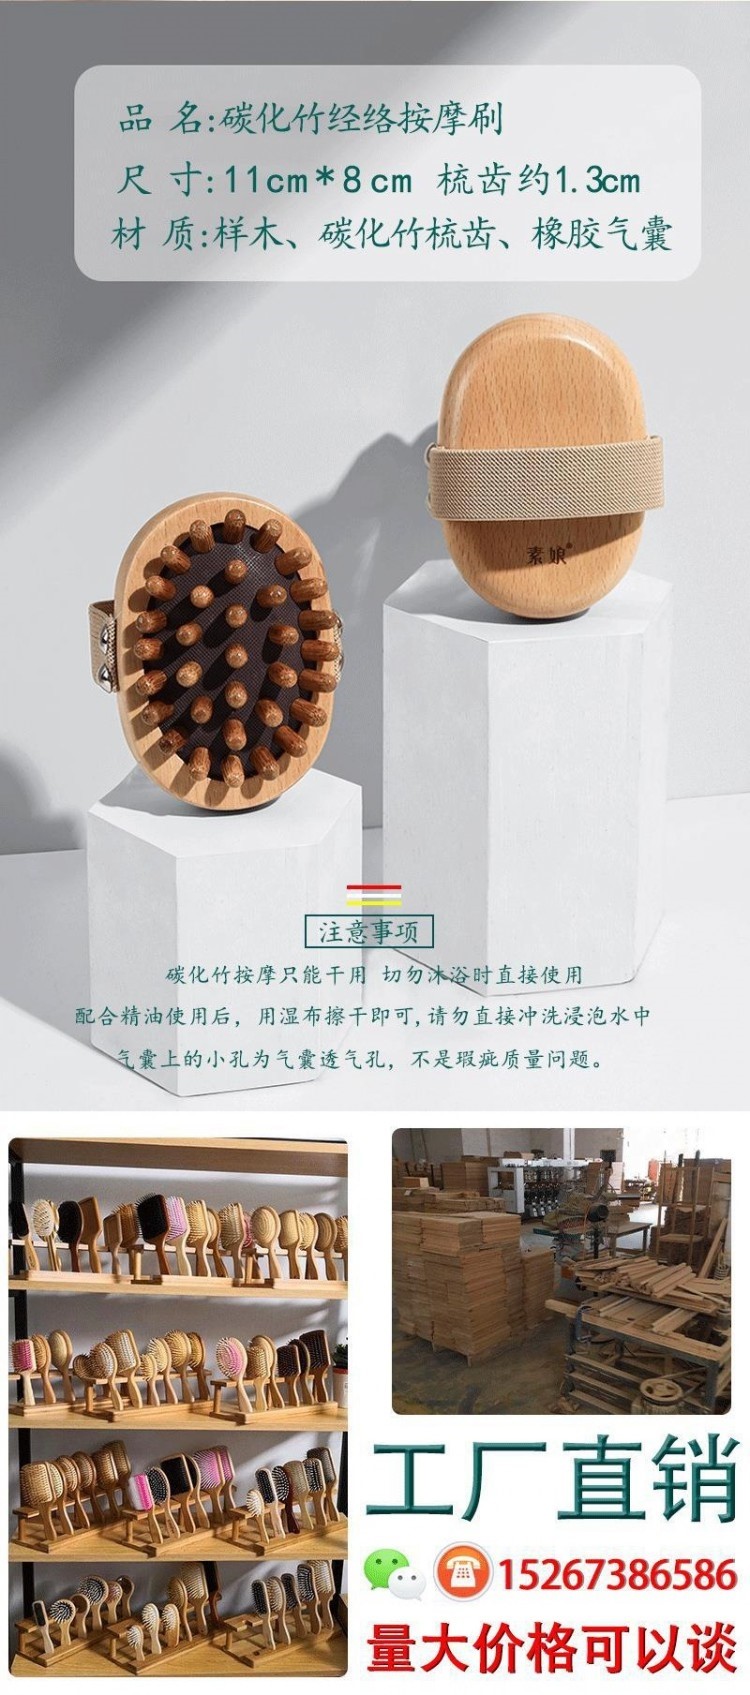 品 名:碳化竹经络按摩刷
尺 寸:11cm*8cm 梳齿约1.3cm
材 质:样木、碳化竹梳齿、橡胶气囊
素娘®
注意事项
碳化竹按摩只能干用 切勿沐浴时直接使用
配合精油使用后，用湿布擦干即可,请勿直接冲洗浸泡水中
气囊上的小孔为气囊透气孔，不是瑕疵质量问题。
工厂直销
15267386586
量大价格可以谈